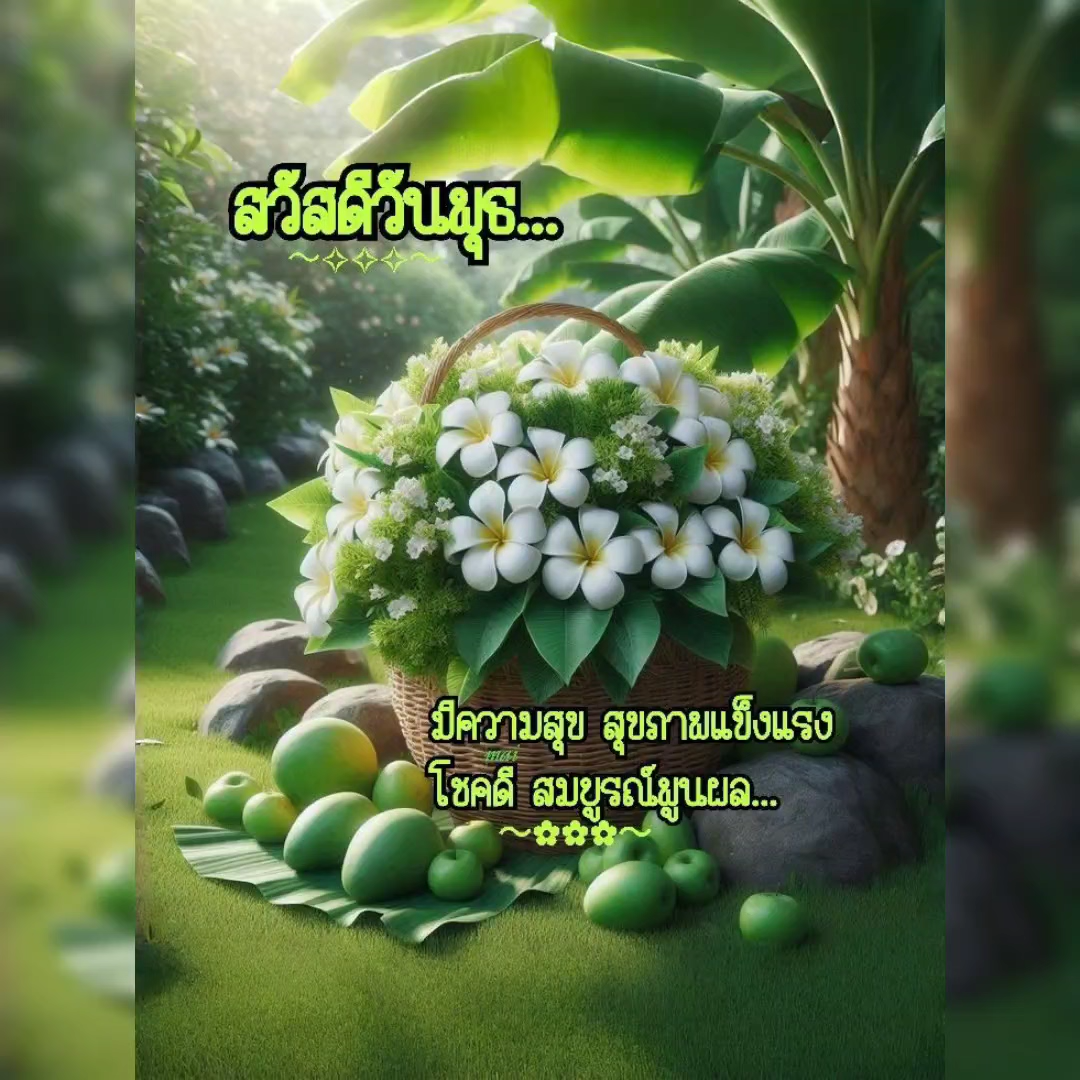 สวัสดีวันพุธ...
～✧✧✧～
มีความสุข สุขภาพแข็งแรง
โชคดี สมบูรณ์พูนผล...
～✿✿✿～